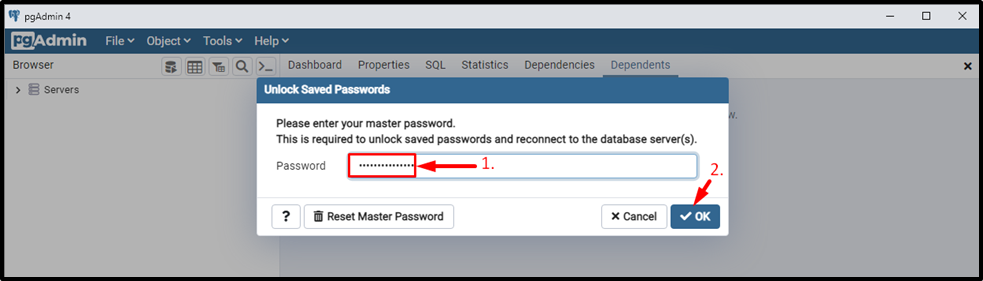 pgAdmin 4
pgAdmin File Object Tools Help
Browser Dashboard Properties SQL Statistics Dependencies Dependents
Servers
Unlock Saved Passwords
w.
Please enter your master password.
This is required to unlock saved passwords and reconnect to the database server(s).
Password ••••••••••••••• 1.
2.
? Reset Master Password Cancel OK